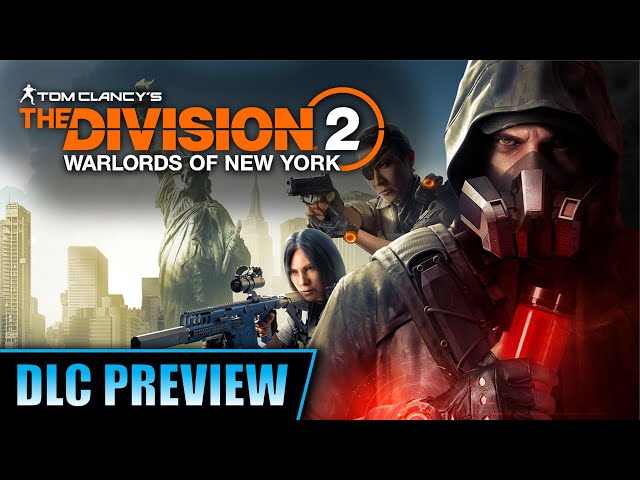 TOM CLANCY'S
THE DIVISION 2
WARLORDS OF NEW YORK
DLC PREVIEW